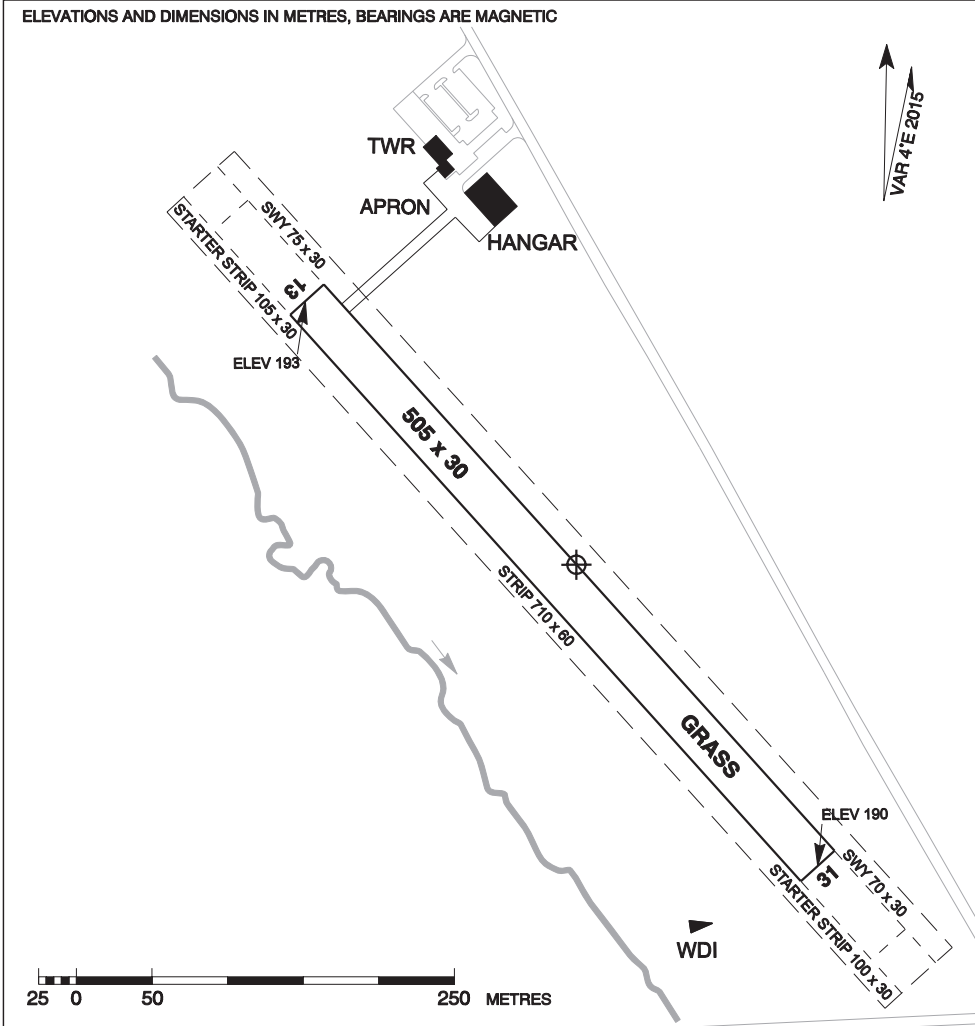 ELEVATIONS AND DIMENSIONS IN METRES, BEARINGS ARE MAGNETIC
VAR 4°E 2015
TWR
APRON
HANGAR
SWY 75 x 30
STARTER STRIP 105 x 30
13
ELEV 193
505 x 30
STRIP 710 x 60
GRASS
ELEV 190
31
SWY 70 x 30
STARTER STRIP 100 x 30
WDI
25 0 50 250 METRES